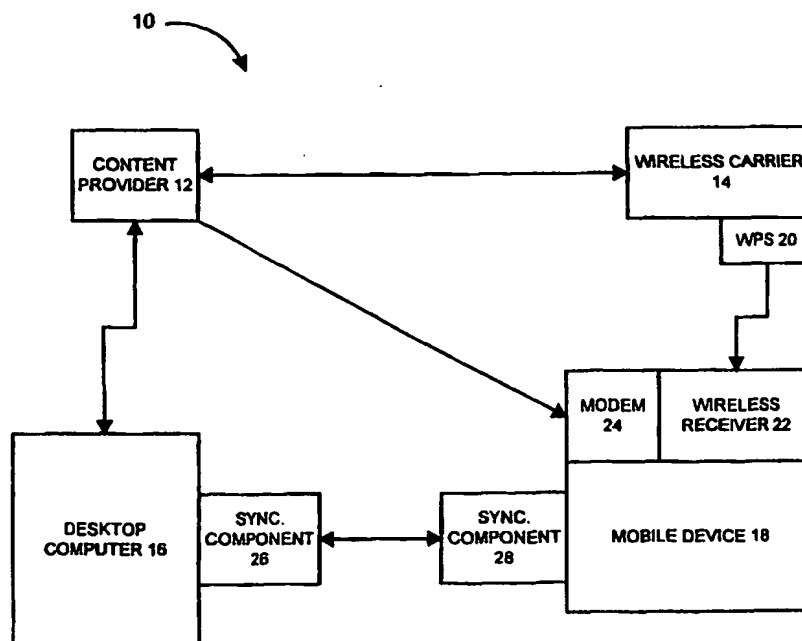 10
CONTENT
PROVIDER 12
WIRELESS CARRIER
14
WPS 20
MODEM
24
WIRELESS
RECEIVER 22
DESKTOP
COMPUTER 16
SYNC.
COMPONENT
26
SYNC.
COMPONENT
28
MOBILE DEVICE 18